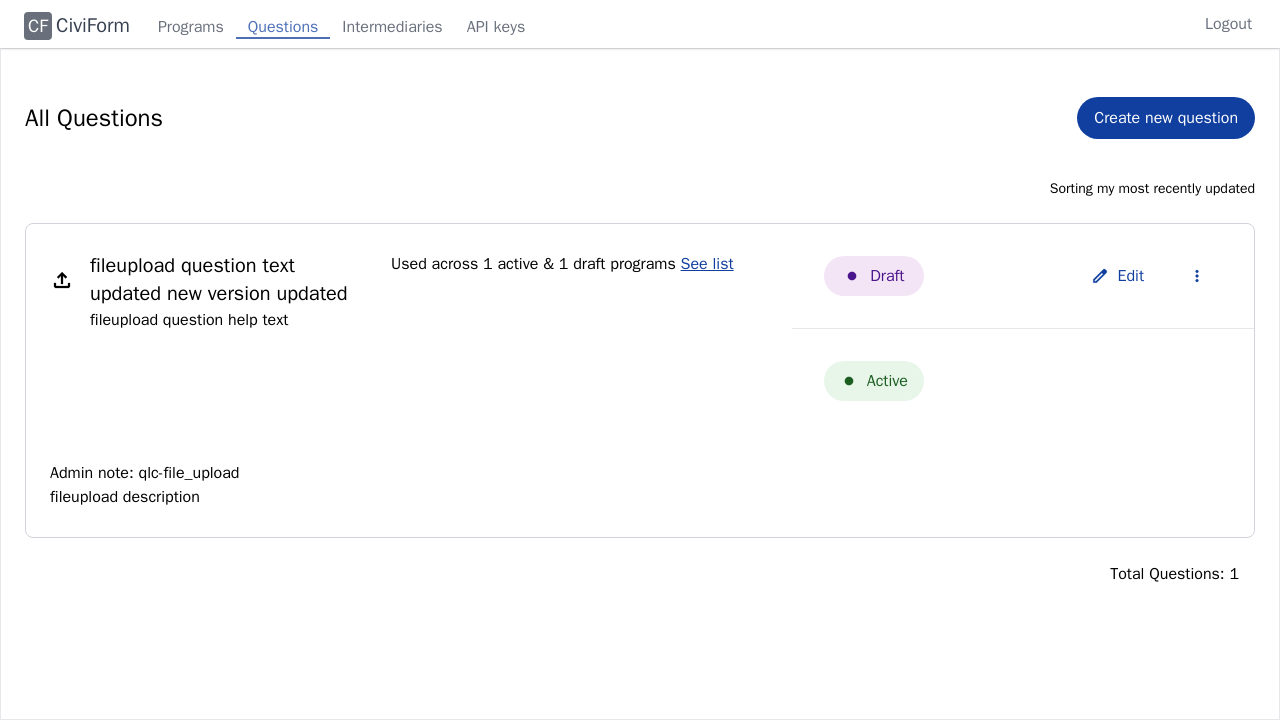 CF CiviForm Programs Questions Intermediaries API keys Logout
All Questions Create new question
Sorting my most recently updated
fileupload question text
updated new version updated
fileupload question help text
Used across 1 active & 1 draft programs See list
Draft Edit
Active
Admin note: qlc-file_upload
fileupload description
Total Questions: 1